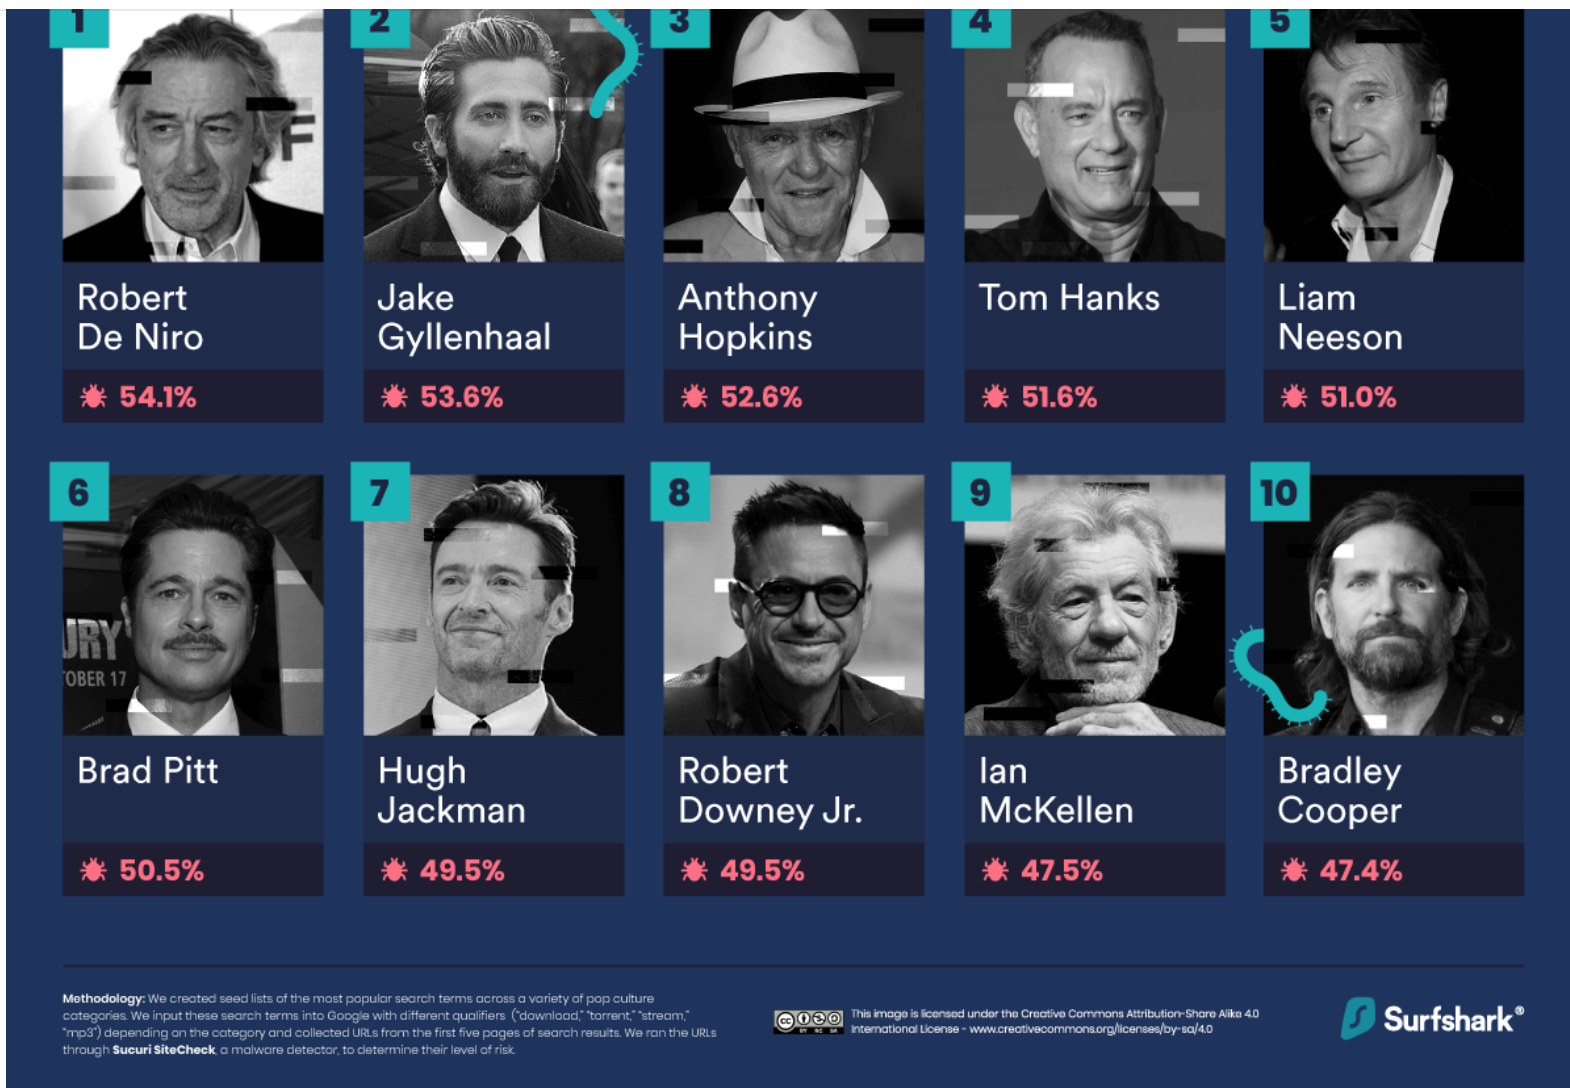 1
2
3
4
5
F
Robert
De Niro
Jake
Gyllenhaal
Anthony
Hopkins
Tom Hanks
Liam
Neeson
54.1%
53.6%
52.6%
51.6%
51.0%
6
7
8
9
10
URY
TOBER 17
Brad Pitt
Hugh
Jackman
Robert
Downey Jr.
Ian
McKellen
Bradley
Cooper
50.5%
49.5%
49.5%
47.5%
47.4%
Methodology: We created seed lists of the most popular search terms across a variety of pop culture
categories. We input these search terms into Google with different qualifiers ("download," "torrent," "stream,"
"mp3") depending on the category and collected URLs from the first five pages of search results. We ran the URLs
through Sucuri SiteCheck, a malware detector, to determine their level of risk.
cc
BY NC SA
This image is licensed under the Creative Commons Attribution-Share Alike 4.0
International License - www.creativecommons.org/licenses/by-sa/4.0
Surfshark®